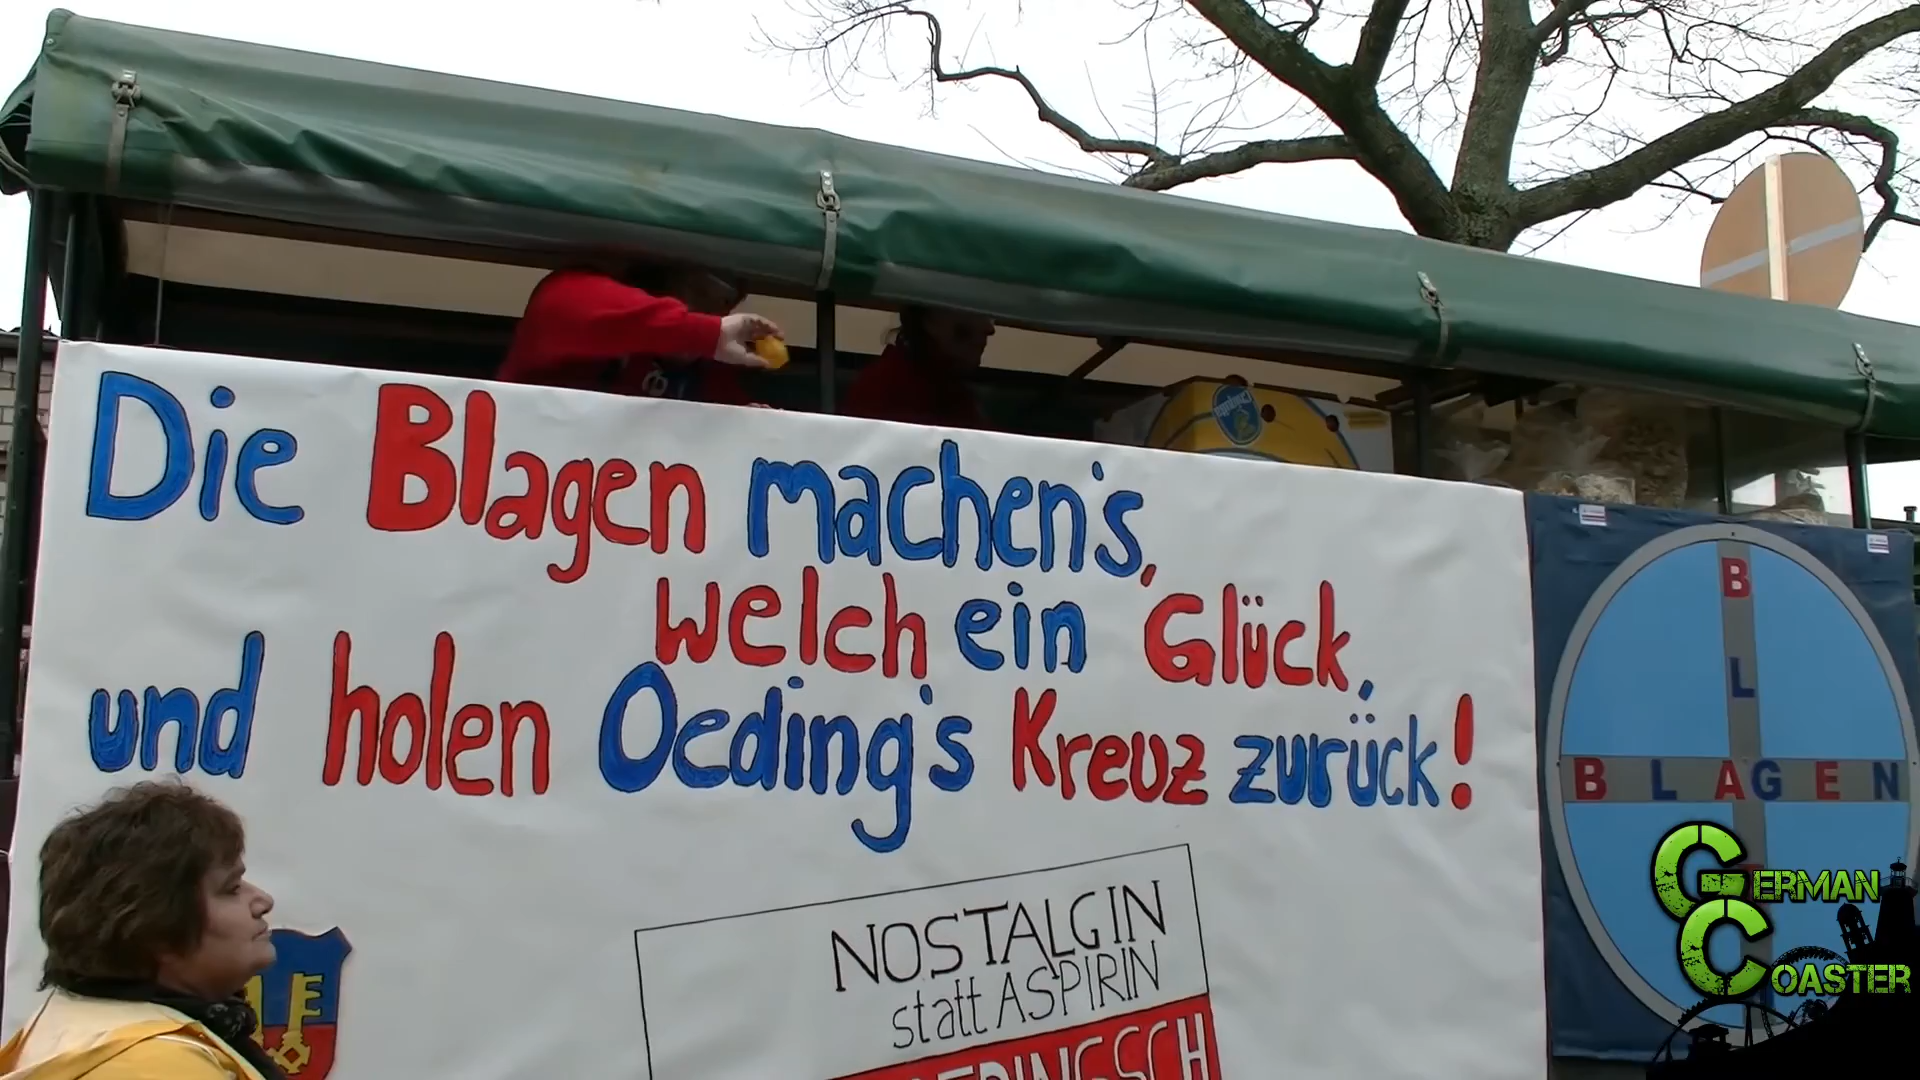 Die Blagen machen's,
welch ein Glück,
und holen Oeding's Kreuz zurück!
NOSTALGIN
statt ASPIRIN
BLAGEN
GERMAN
COASTER